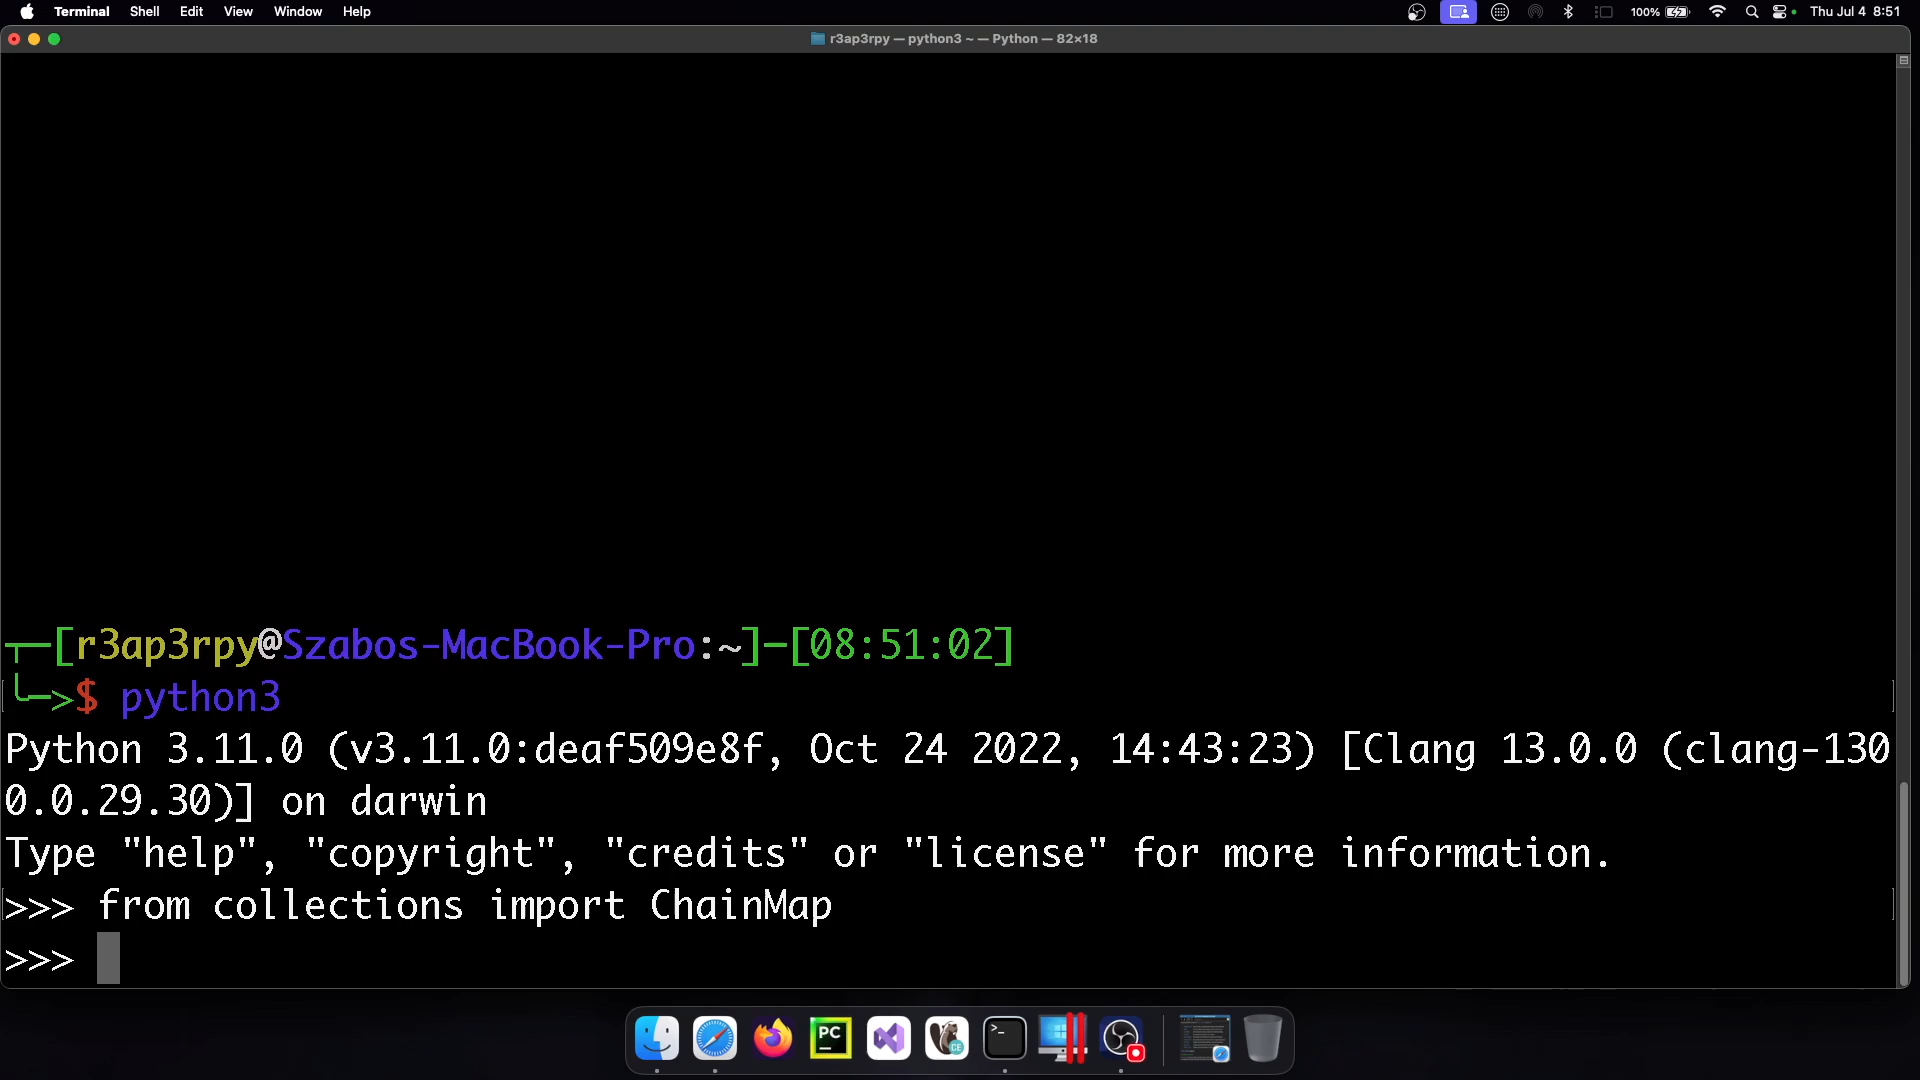 Terminal Shell Edit View Window Help 100% Thu Jul 4 8:51
r3ap3rpy — python3 ~ — Python — 82×18
┬─[r3ap3rpy@Szabos-MacBook-Pro:~]─[08:51:02]
╰─>$ python3
Python 3.11.0 (v3.11.0:deaf509e8f, Oct 24 2022, 14:43:23) [Clang 13.0.0 (clang-130
0.0.29.30)] on darwin
Type "help", "copyright", "credits" or "license" for more information.
>>> from collections import ChainMap
>>>
PC
CE